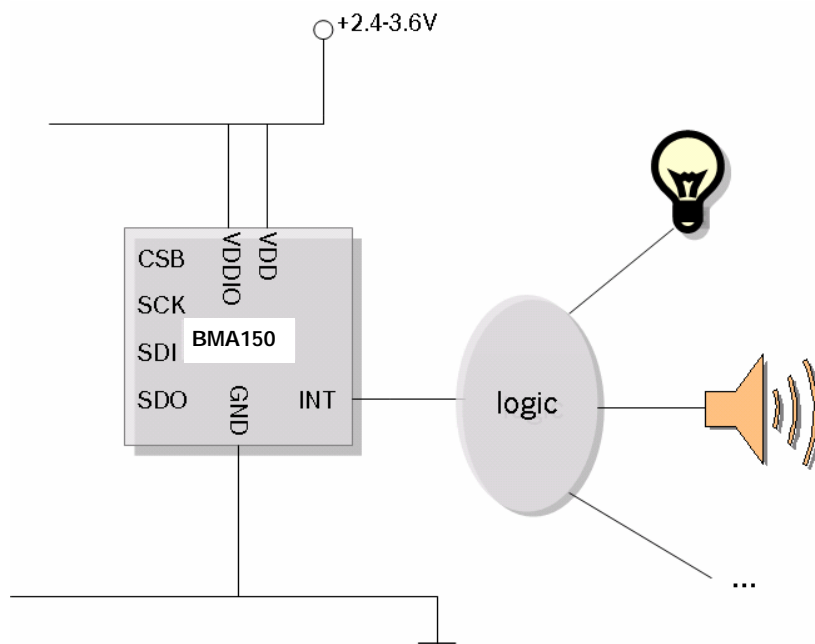 +2.4-3.6V
VDDIO
VDD
CSB
SCK
BMA150
SDI
SDO
GND
INT
logic
...